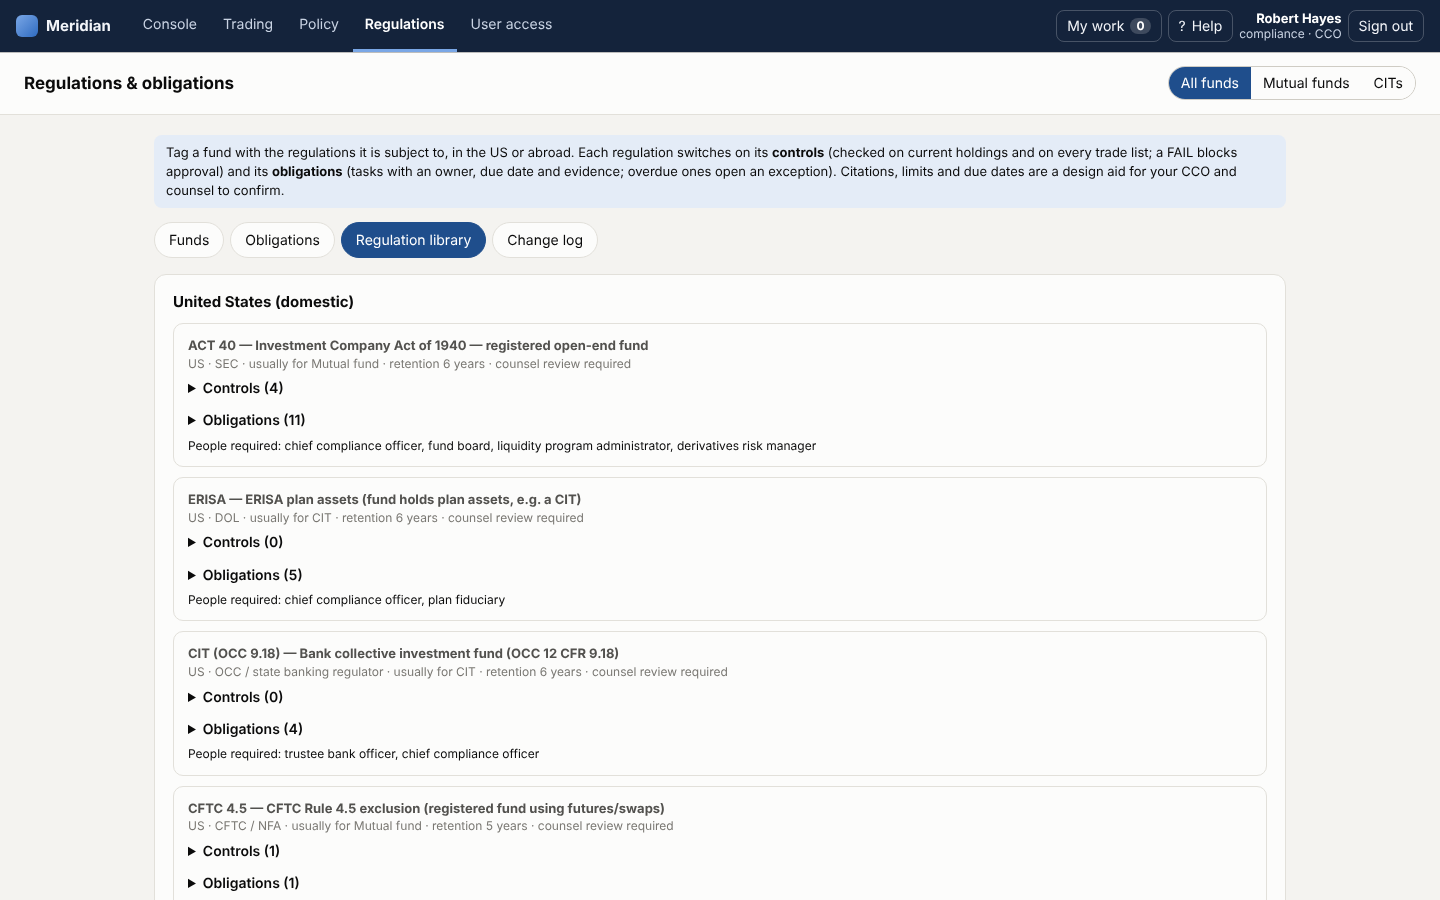 Meridian
Console
Trading
Policy
Regulations
User access
My work 0
? Help
Robert Hayes
compliance · CCO
Sign out
Regulations & obligations
All funds
Mutual funds
CITs
Tag a fund with the regulations it is subject to, in the US or abroad. Each regulation switches on its controls (checked on current holdings and on every trade list; a FAIL blocks
approval) and its obligations (tasks with an owner, due date and evidence; overdue ones open an exception). Citations, limits and due dates are a design aid for your CCO and
counsel to confirm.
Funds
Obligations
Regulation library
Change log
United States (domestic)
ACT 40 — Investment Company Act of 1940 — registered open-end fund
US · SEC · usually for Mutual fund · retention 6 years · counsel review required
Controls (4)
Obligations (11)
People required: chief compliance officer, fund board, liquidity program administrator, derivatives risk manager
ERISA — ERISA plan assets (fund holds plan assets, e.g. a CIT)
US · DOL · usually for CIT · retention 6 years · counsel review required
Controls (0)
Obligations (5)
People required: chief compliance officer, plan fiduciary
CIT (OCC 9.18) — Bank collective investment fund (OCC 12 CFR 9.18)
US · OCC / state banking regulator · usually for CIT · retention 6 years · counsel review required
Controls (0)
Obligations (4)
People required: trustee bank officer, chief compliance officer
CFTC 4.5 — CFTC Rule 4.5 exclusion (registered fund using futures/swaps)
US · CFTC / NFA · usually for Mutual fund · retention 5 years · counsel review required
Controls (1)
Obligations (1)